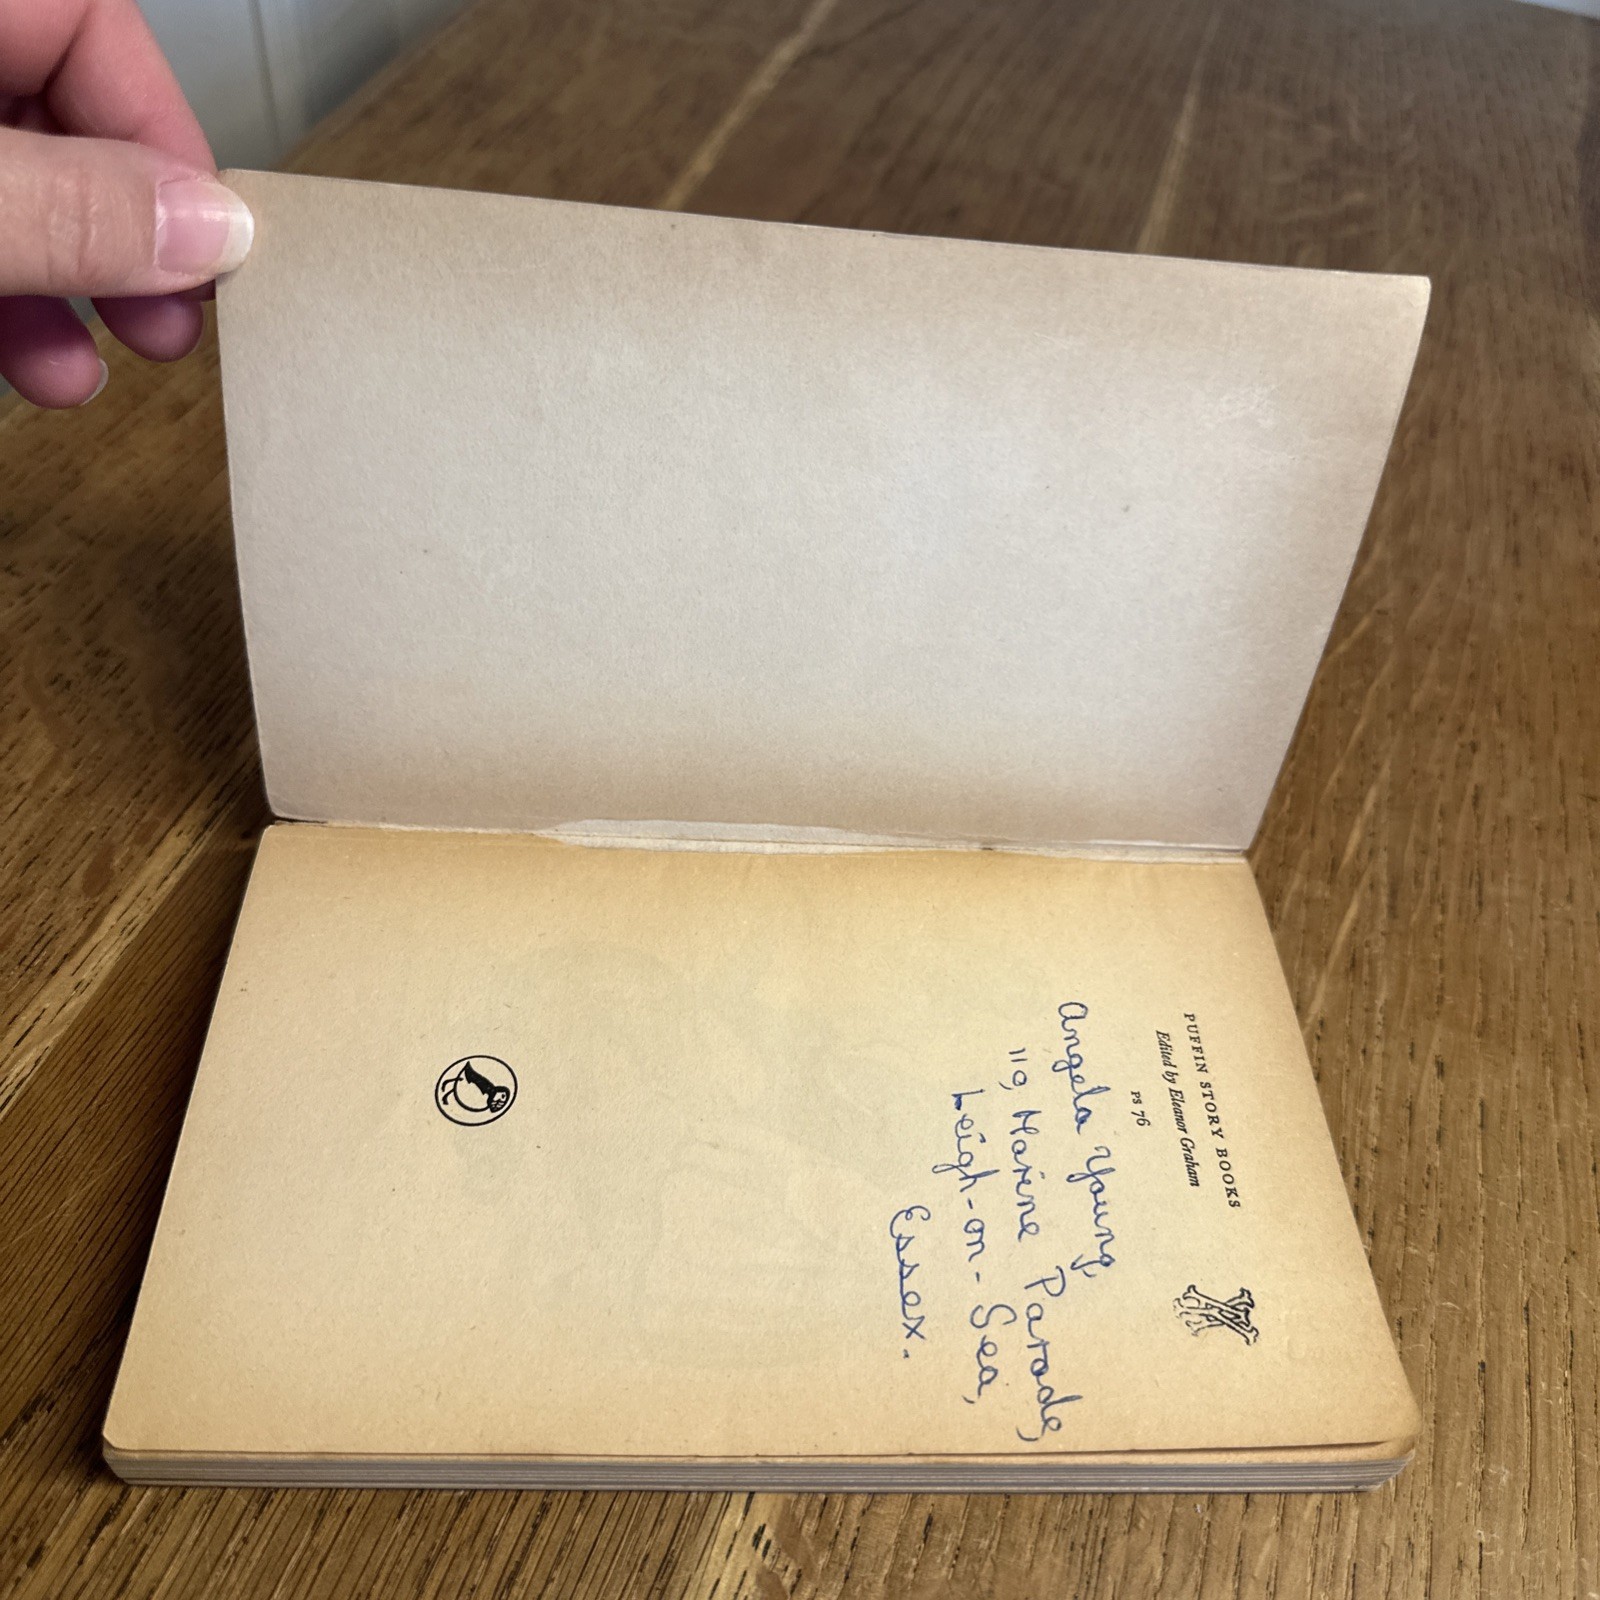 PUFFIN STORY BOOKS
Edited by Eleanor Graham
PS 76
Angela Young,
119, Marine Parade,
Leigh-on-Sea,
Essex.